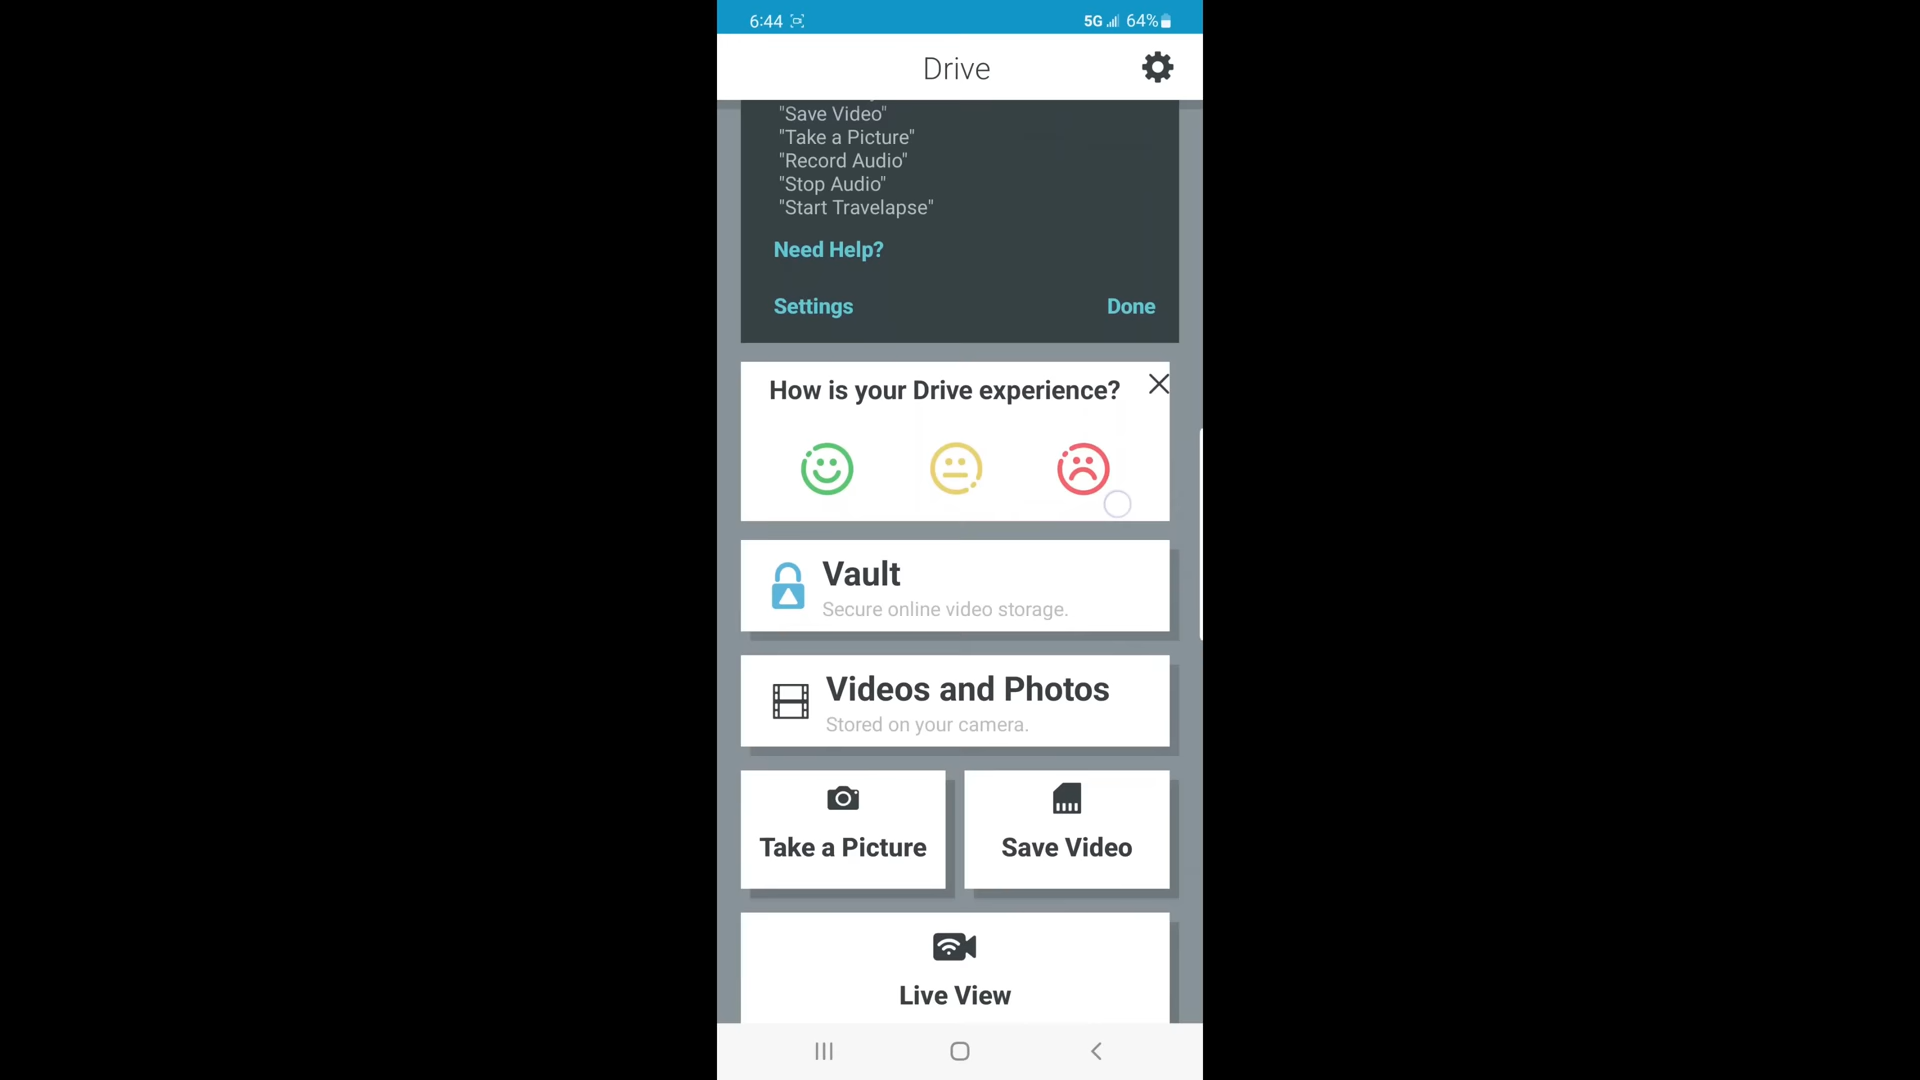 6:44 5G 64%
Drive
"Save Video"
"Take a Picture"
"Record Audio"
"Stop Audio"
"Start Travelapse"
Need Help?
Settings Done
How is your Drive experience?
Vault
Secure online video storage.
Videos and Photos
Stored on your camera.
Take a Picture Save Video
Live View